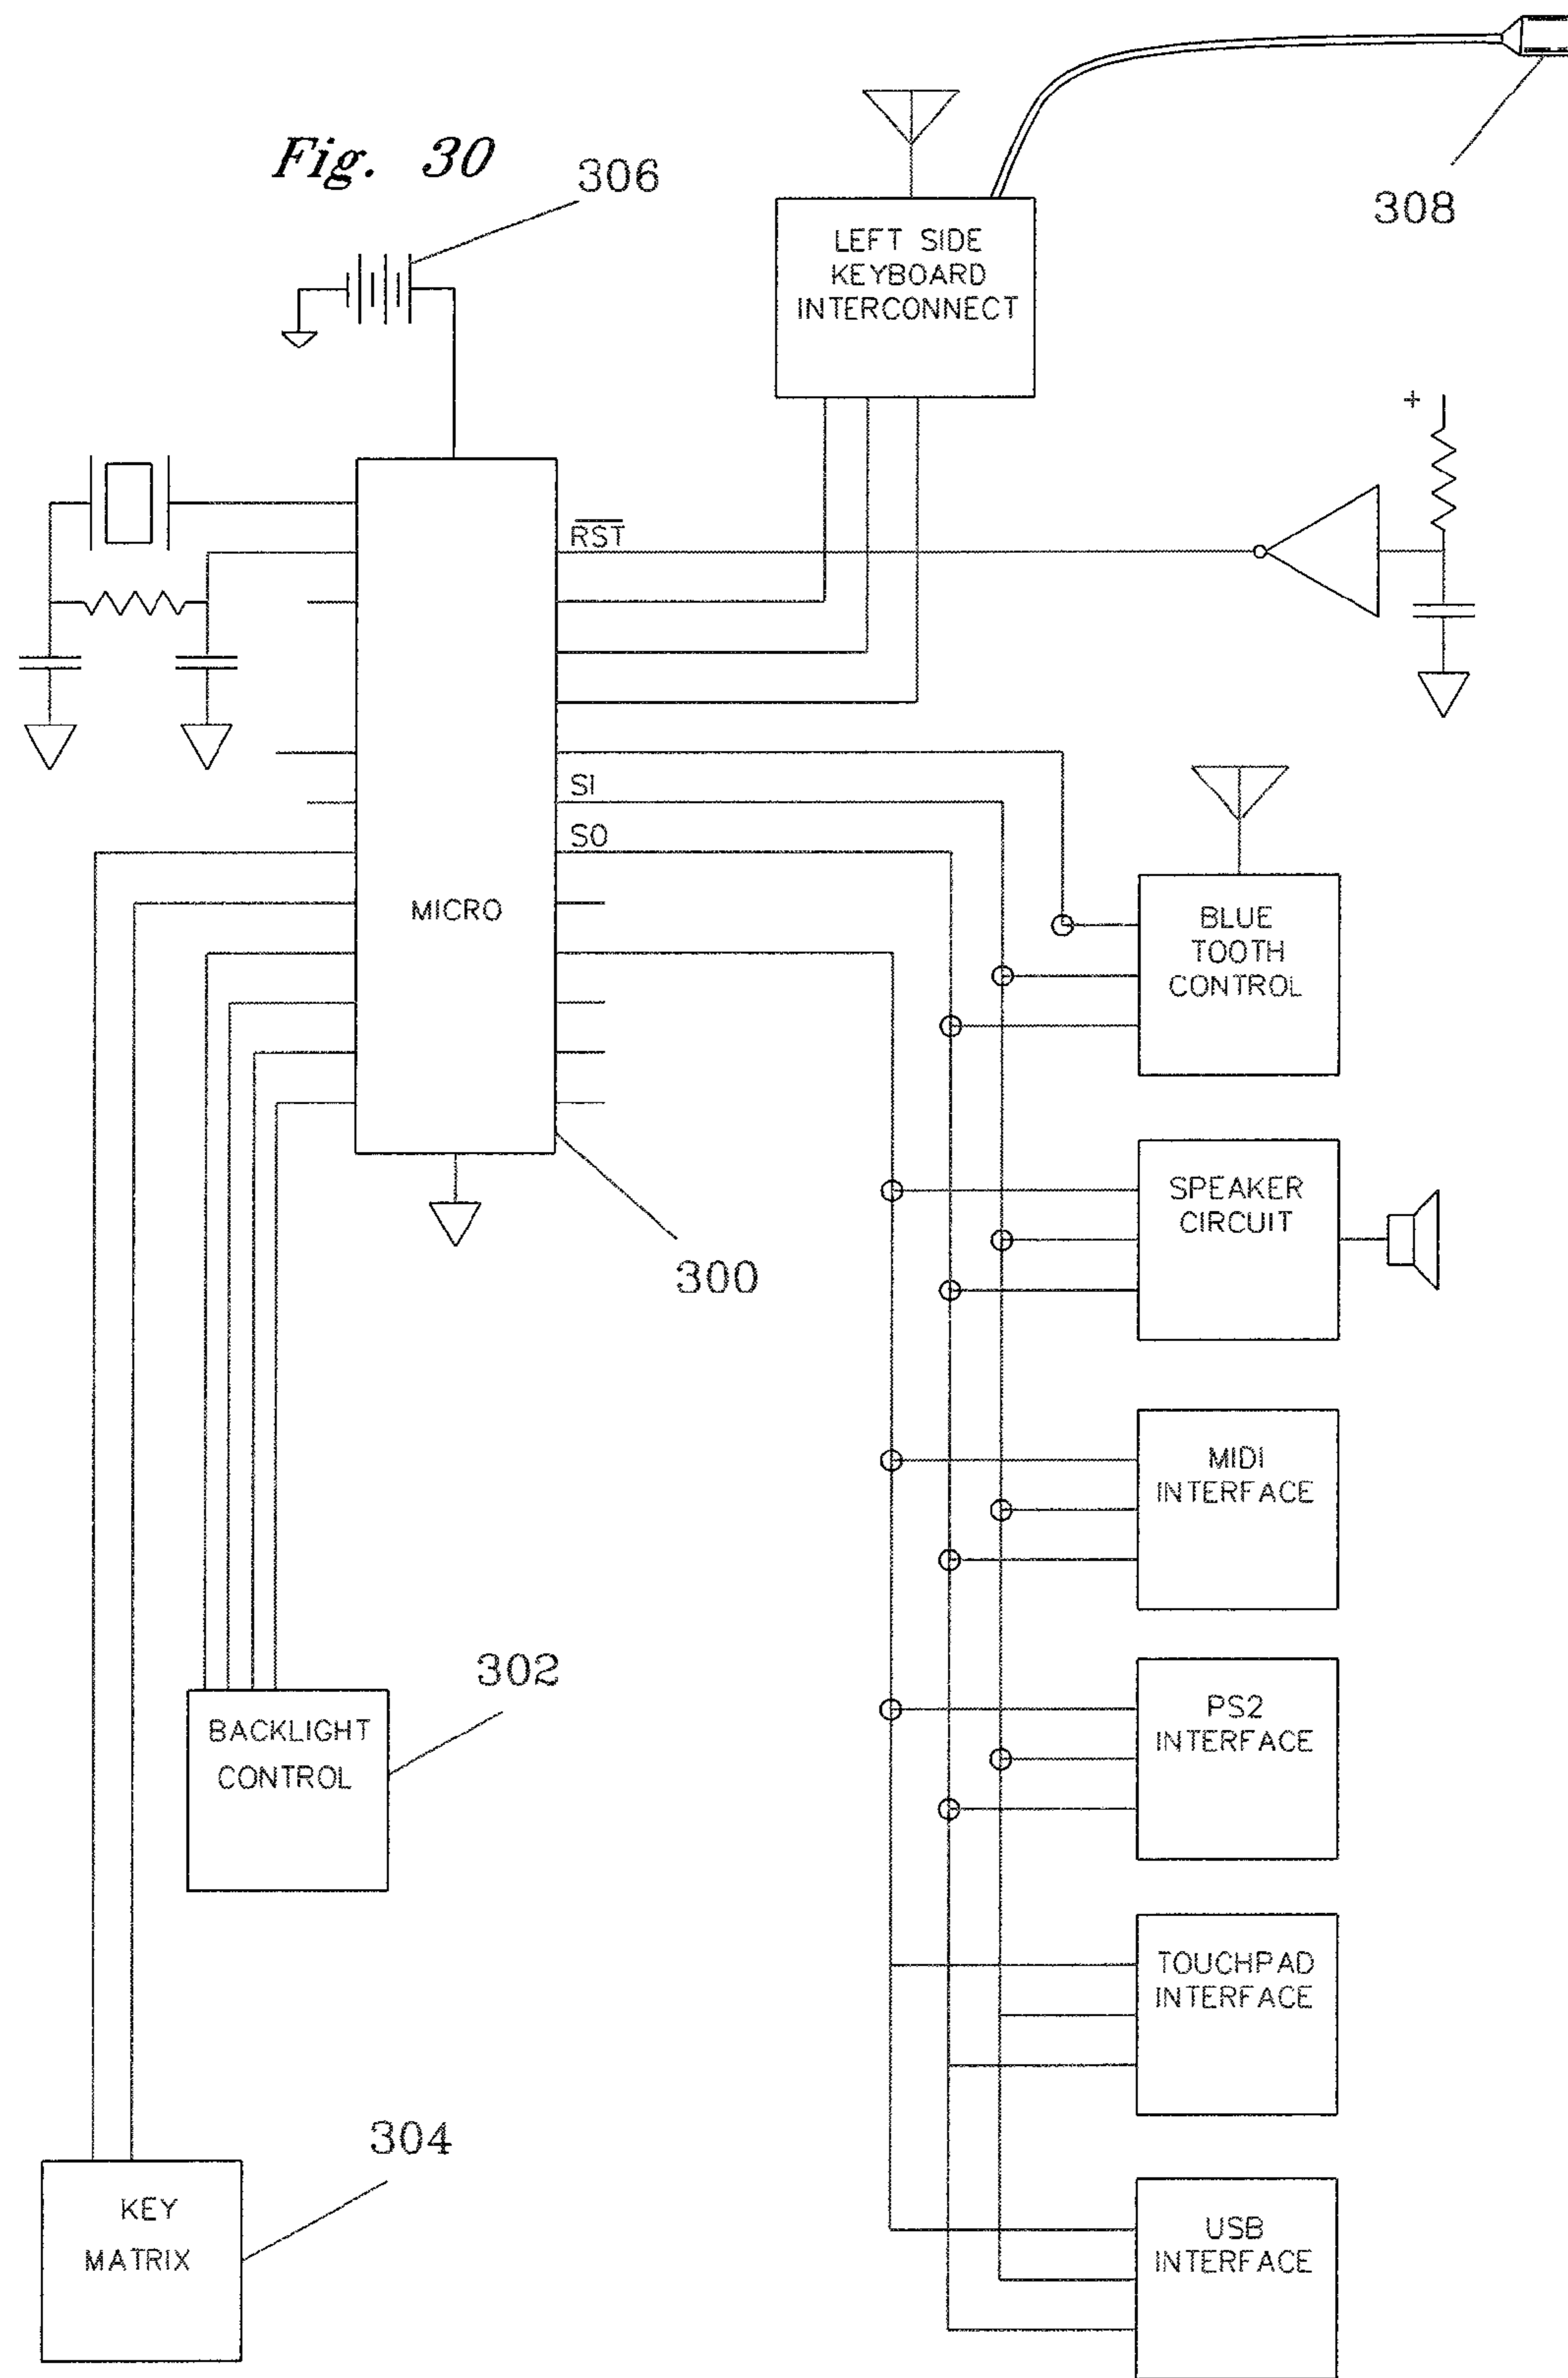 Fig. 30
306
308
LEFT SIDE
KEYBOARD
INTERCONNECT
+
RST
SI
SO
MICRO
BLUE
TOOTH
CONTROL
300
SPEAKER
CIRCUIT
MIDI
INTERFACE
302
BACKLIGHT
CONTROL
PS2
INTERFACE
TOUCHPAD
INTERFACE
304
KEY
MATRIX
USB
INTERFACE